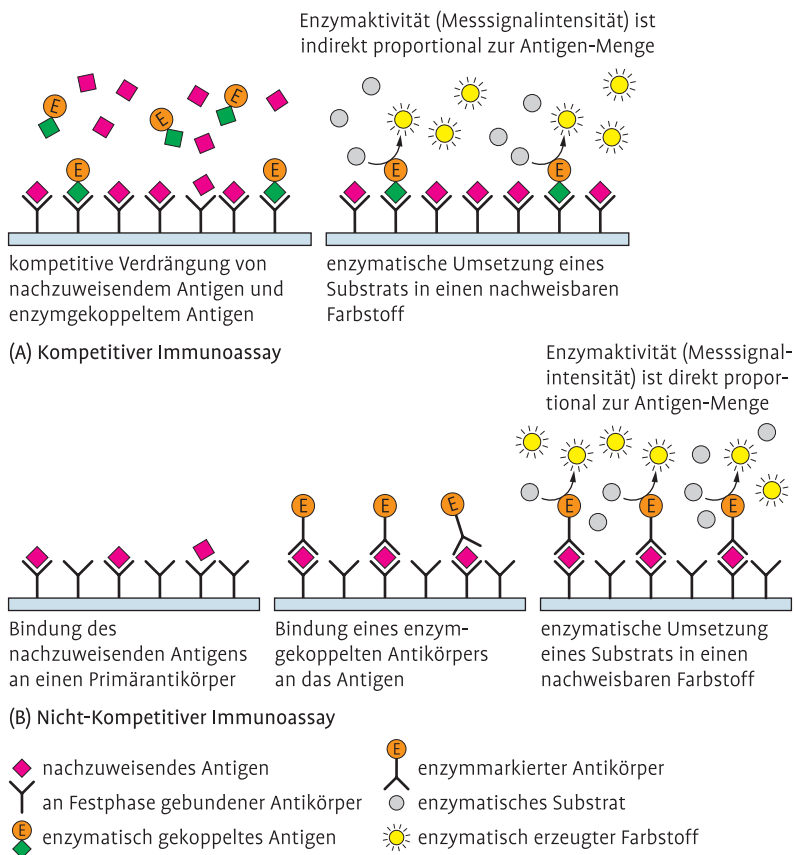 Enzymaktivität (Messsignalintensität) ist
indirekt proportional zur Antigen-Menge
E
E
E
E
E
E
E
kompetitive Verdrängung von
nachzuweisendem Antigen und
enzymgekoppeltem Antigen
enzymatische Umsetzung eines
Substrats in einen nachweisbaren
Farbstoff
(A) Kompetitiver Immunoassay
Enzymaktivität (Messsignal-
intensität) ist direkt propor-
tional zur Antigen-Menge
E
E
E
E
E
E
Bindung des
nachzuweisenden Antigens
an einen Primärantikörper
Bindung eines enzym-
gekoppelten Antikörpers
an das Antigen
enzymatische Umsetzung
eines Substrats in einen
nachweisbaren Farbstoff
(B) Nicht-Kompetitiver Immunoassay
nachzuweisendes Antigen
an Festphase gebundener Antikörper
E
enzymatisch gekoppeltes Antigen
E
enzymmarkierter Antikörper
enzymatisches Substrat
enzymatisch erzeugter Farbstoff